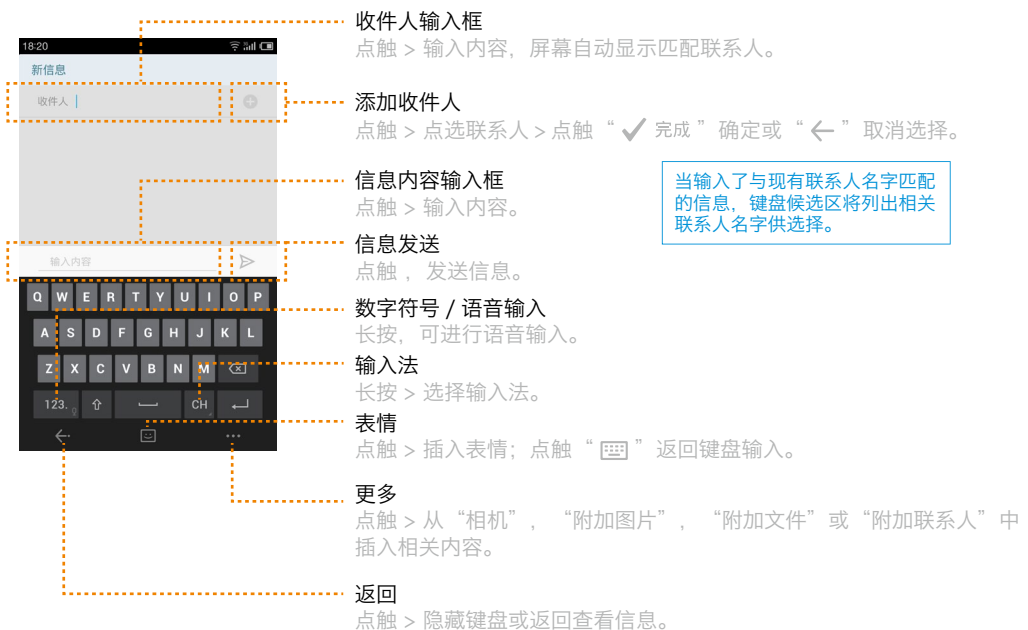 18:20
新信息
收件人
输入内容
Q W E R T Y U I O P
A S D F G H J K L
Z X C V B N M
123. CH
收件人输入框
点触 > 输入内容，屏幕自动显示匹配联系人。
添加收件人
点触 > 点选联系人 > 点触“ 完成 ”确定或“ ”取消选择。
信息内容输入框
点触 > 输入内容。
当输入了与现有联系人名字匹配
的信息，键盘候选区将列出相关
联系人名字供选择。
信息发送
点触 ，发送信息。
数字符号 / 语音输入
长按，可进行语音输入。
输入法
长按 > 选择输入法。
表情
点触 > 插入表情；点触“ ”返回键盘输入。
更多
点触 > 从“相机”，“附加图片”，“附加文件”或“附加联系人”中
插入相关内容。
返回
点触 > 隐藏键盘或返回查看信息。